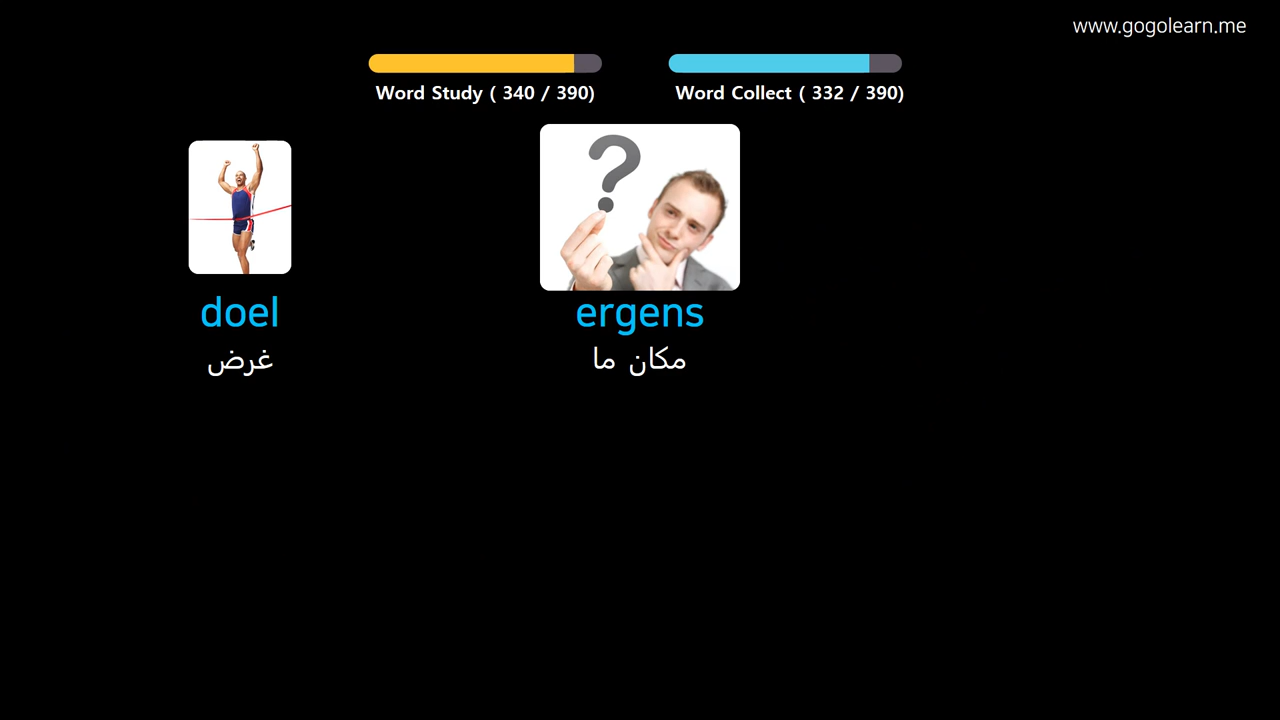 www.gogolearn.me
Word Study ( 340 / 390)
Word Collect ( 332 / 390)
doel
غرض
ergens
مكان ما